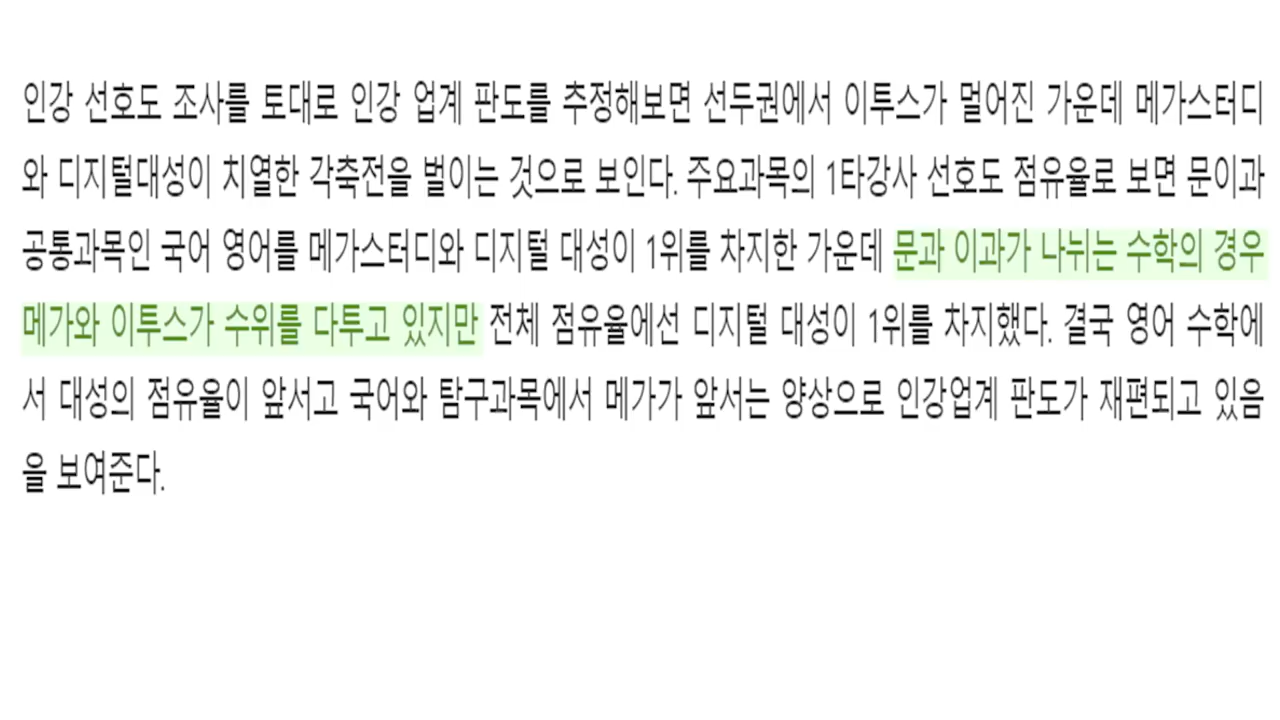 인강 선호도 조사를 토대로 인강 업계 판도를 추정해보면 선두권에서 이투스가 멀어진 가운데 메가스터디
와 디지털대성이 치열한 각축전을 벌이는 것으로 보인다. 주요과목의 1타강사 선호도 점유율로 보면 문이과
공통과목인 국어 영어를 메가스터디와 디지털 대성이 1위를 차지한 가운데 문과 이과가 나뉘는 수학의 경우
메가와 이투스가 수위를 다투고 있지만 전체 점유율에선 디지털 대성이 1위를 차지했다. 결국 영어 수학에
서 대성의 점유율이 앞서고 국어와 탐구과목에서 메가가 앞서는 양상으로 인강업계 판도가 재편되고 있음
을 보여준다.